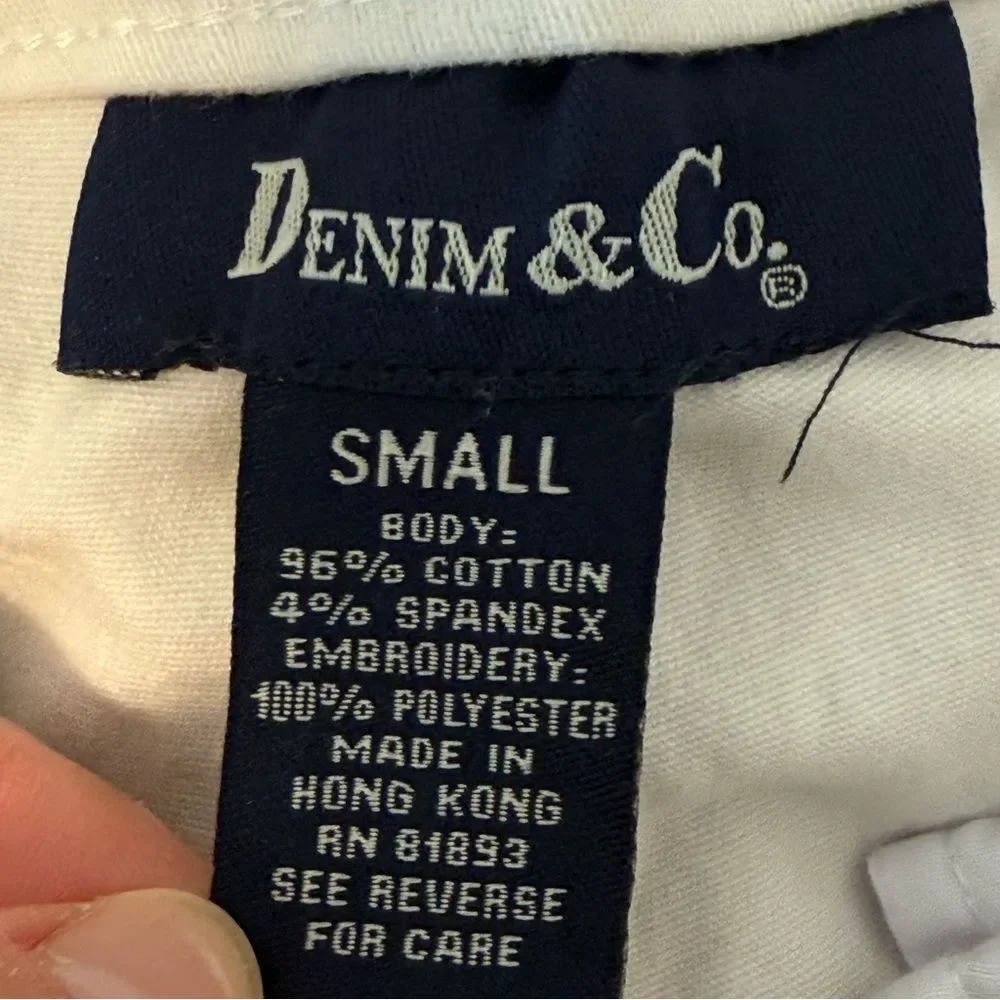 DENIM & CO.®
SMALL
BODY:
96% COTTON
4% SPANDEX
EMBROIDERY:
100% POLYESTER
MADE IN
HONG KONG
RN 81893
SEE REVERSE
FOR CARE